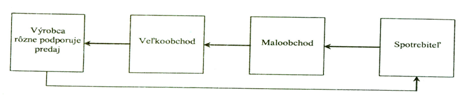 Výrobca
rôzne podporuje
predaj
Veľkoobchod
Maloobchod
Spotrebiteľ